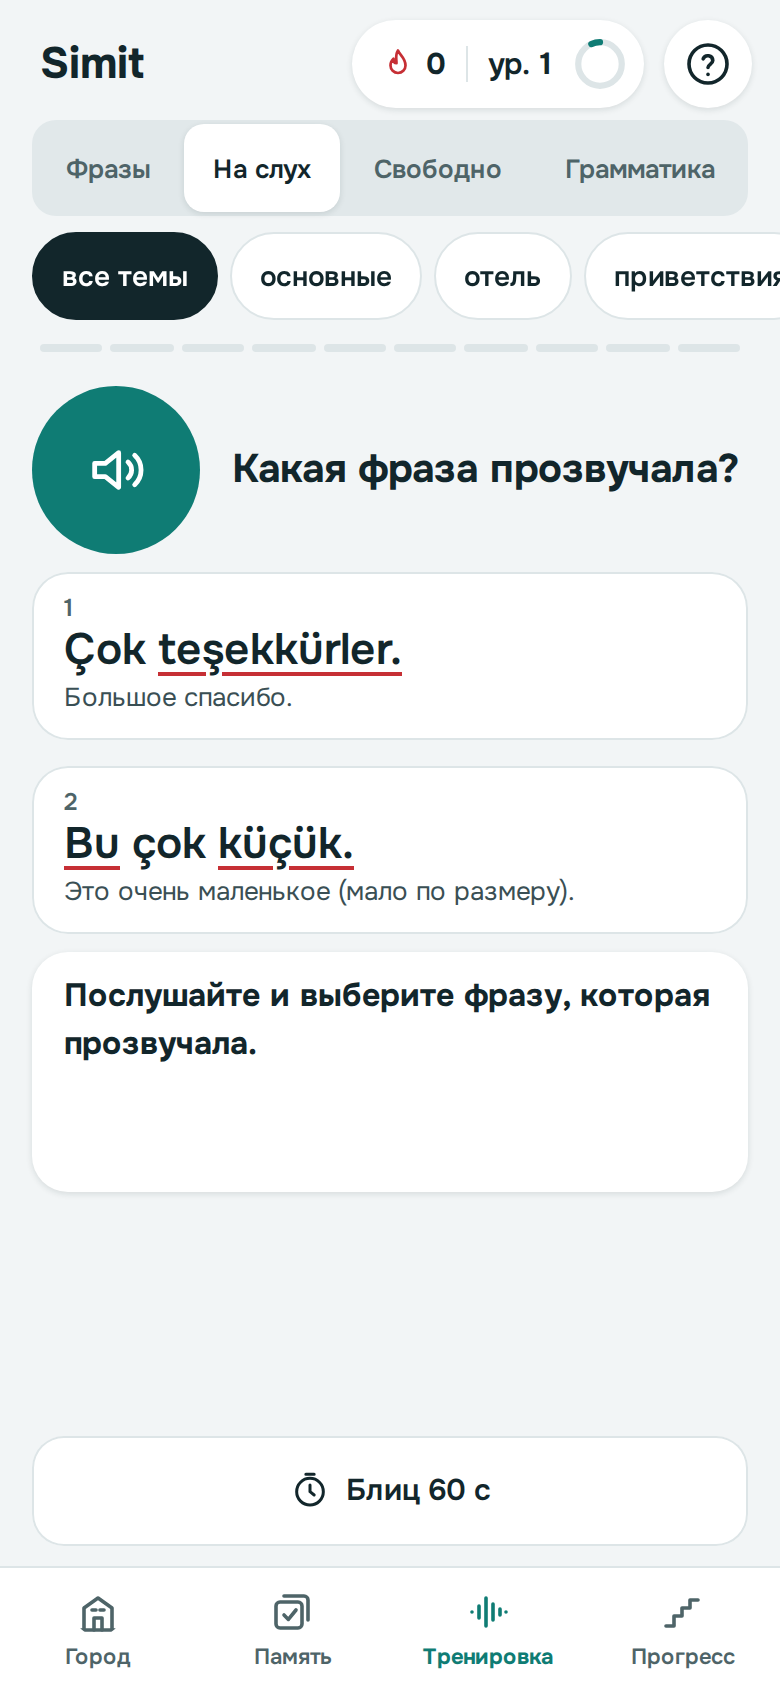 Simit
0
ур. 1
Фразы
На слух
Свободно
Грамматика
все темы
основные
отель
приветствия
Какая фраза прозвучала?
1
Çok teşekkürler.
Большое спасибо.
2
Bu çok küçük.
Это очень маленькое (мало по размеру).
Послушайте и выберите фразу, которая
прозвучала.
Блиц 60 с
Город
Память
Тренировка
Прогресс